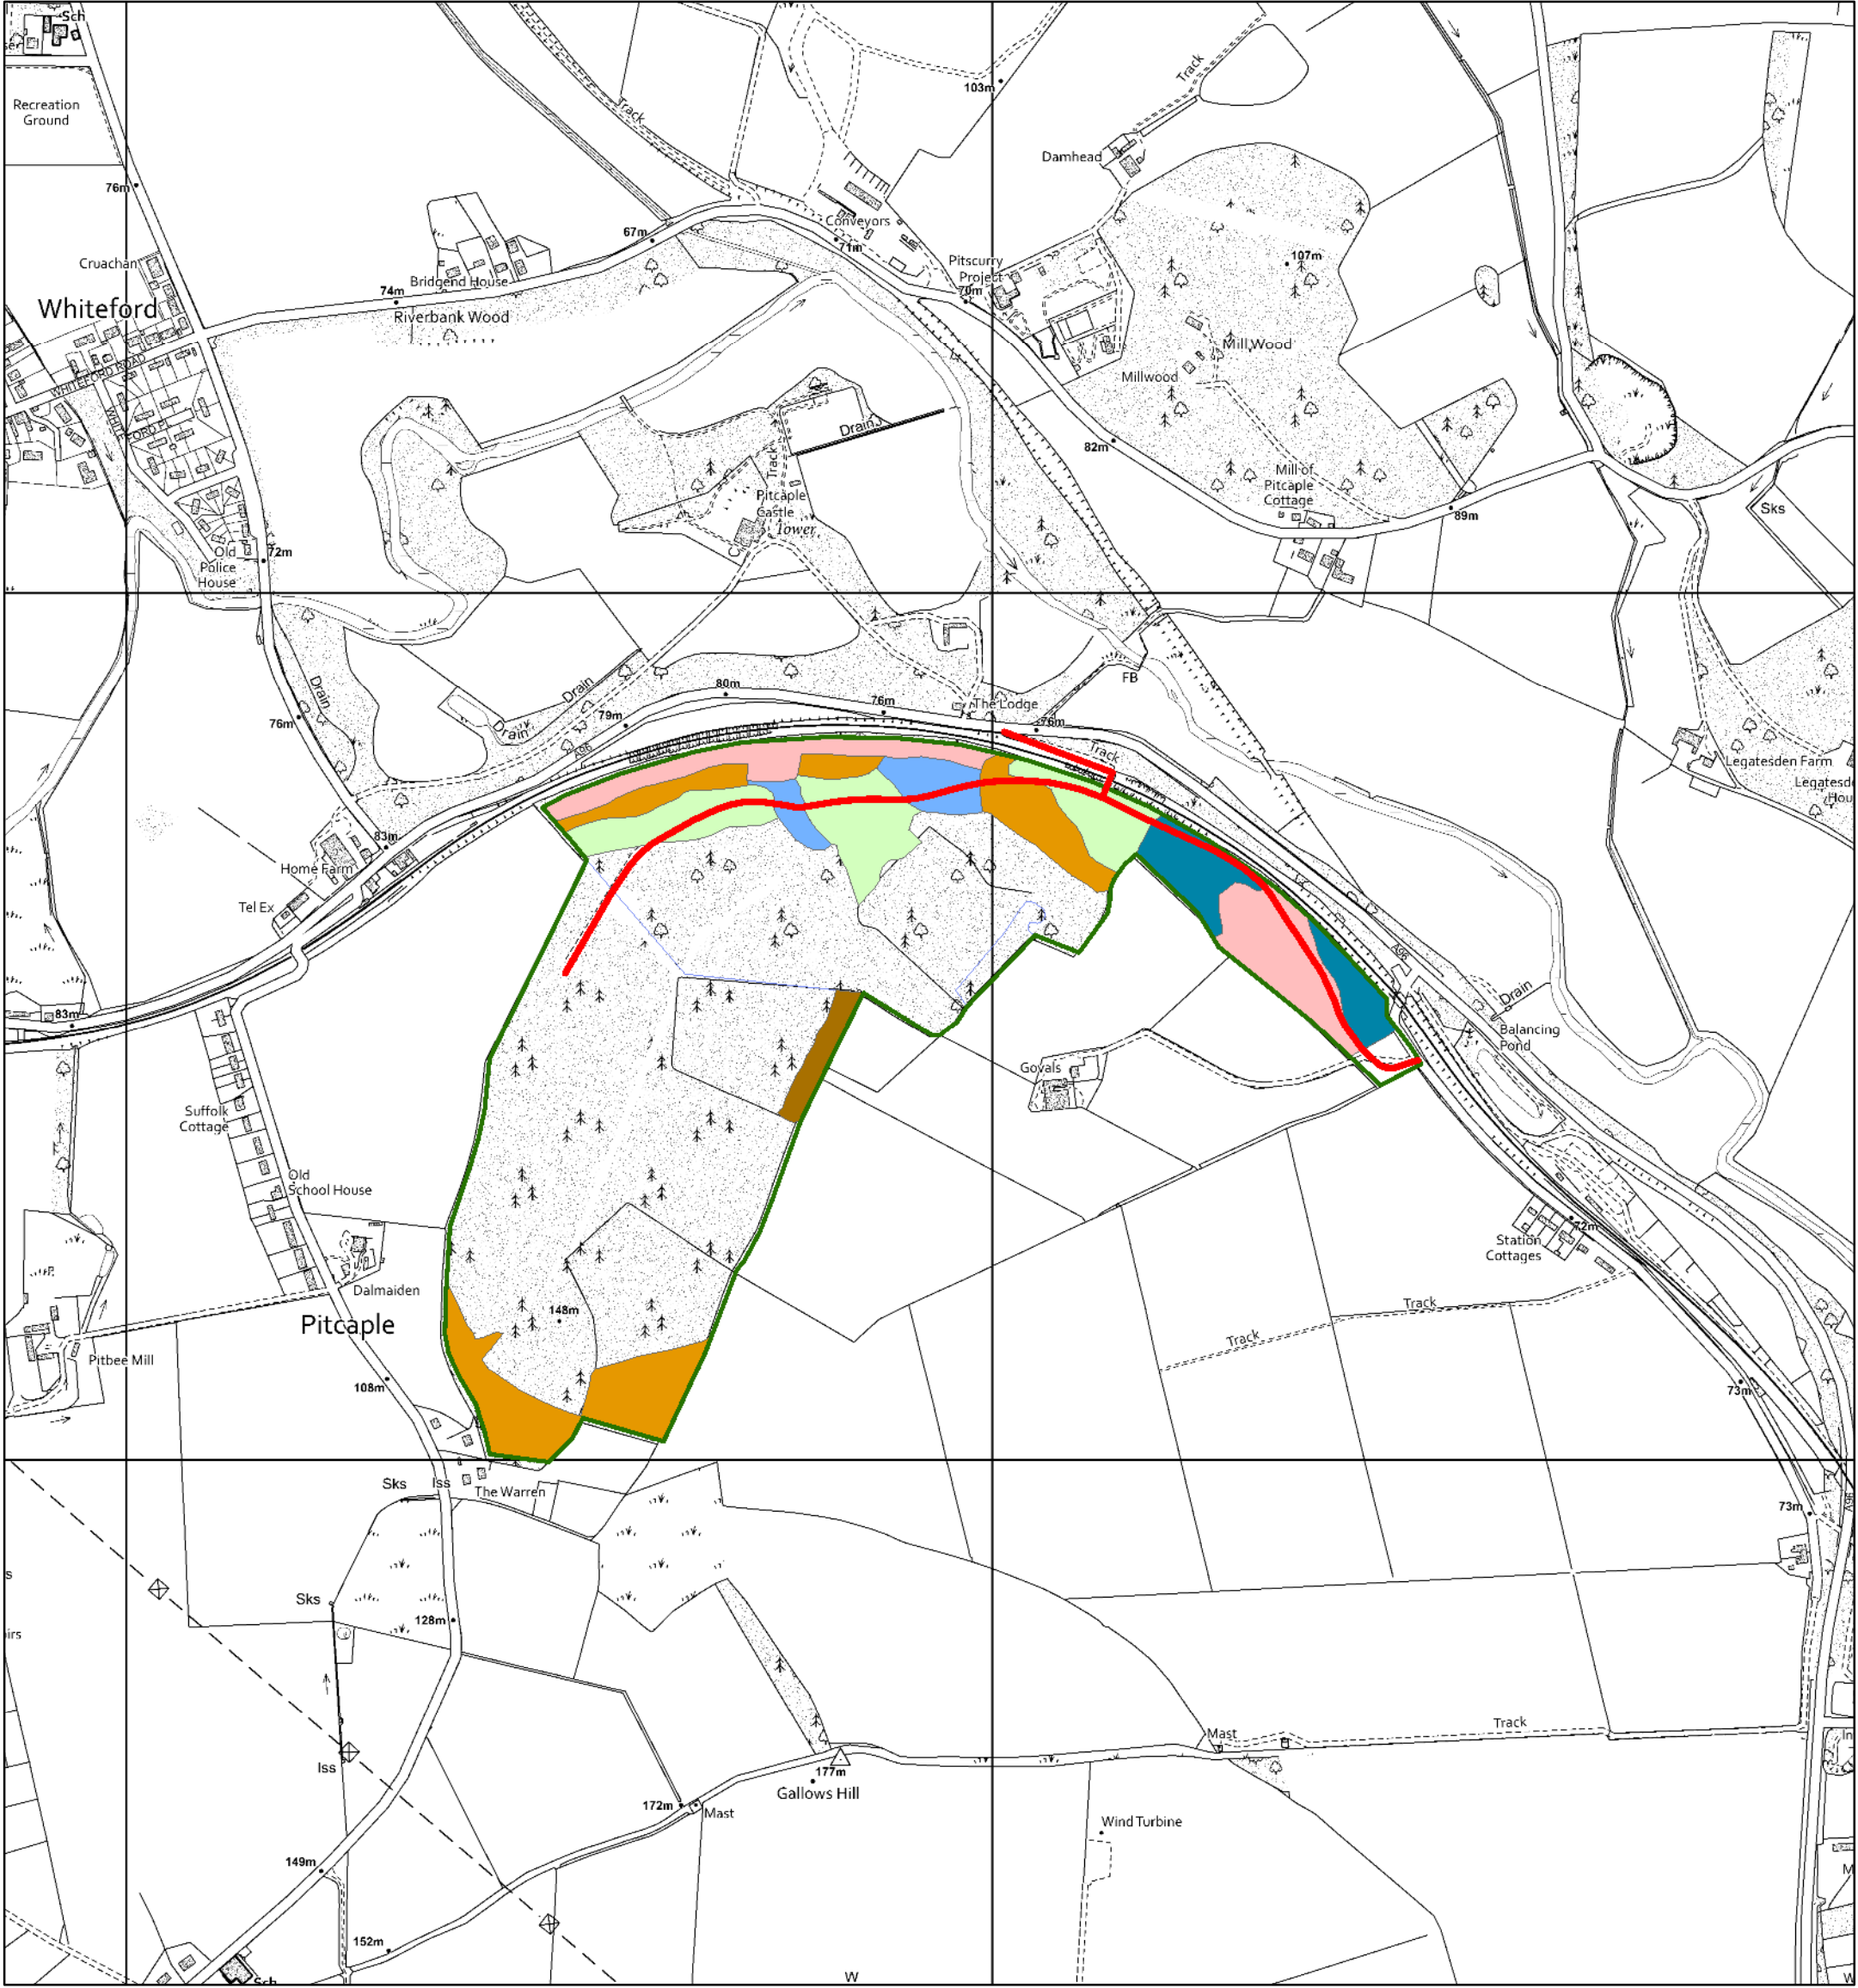 Sch
Recreation
Ground
76m
Track
103m
Track
Damhead
Conveyors
67m
71m
Cruachan
Bridgend House
74m
Pitscurry
Project
70m
107m
Whiteford
Riverbank Wood
WHITEFORD ROAD
Mill Wood
Millwood
Drain
82m
Track
Pitcaple
Castle
Tower
Mill of
Pitcaple
Cottage
89m
Sks
Old
Police
House
72m
FB
Drain
Drain
80m
76m
The Lodge
76m
76m
Drain
79m
A96
Track
Legatesden Farm
83m
Home Farm
Tel Ex
A96
83m
Drain
Balancing
Pond
Govals
Suffolk
Cottage
Old
School House
Station
Cottages
72m
Dalmaiden
148m
Track
Track
Pitcaple
Pitbee Mill
108m
73m
Sks
Iss
The Warren
73m
A96
Sks
128m
Iss
Mast
Track
177m
Gallows Hill
172m
Mast
Wind Turbine
149m
152m
Sch
W
W